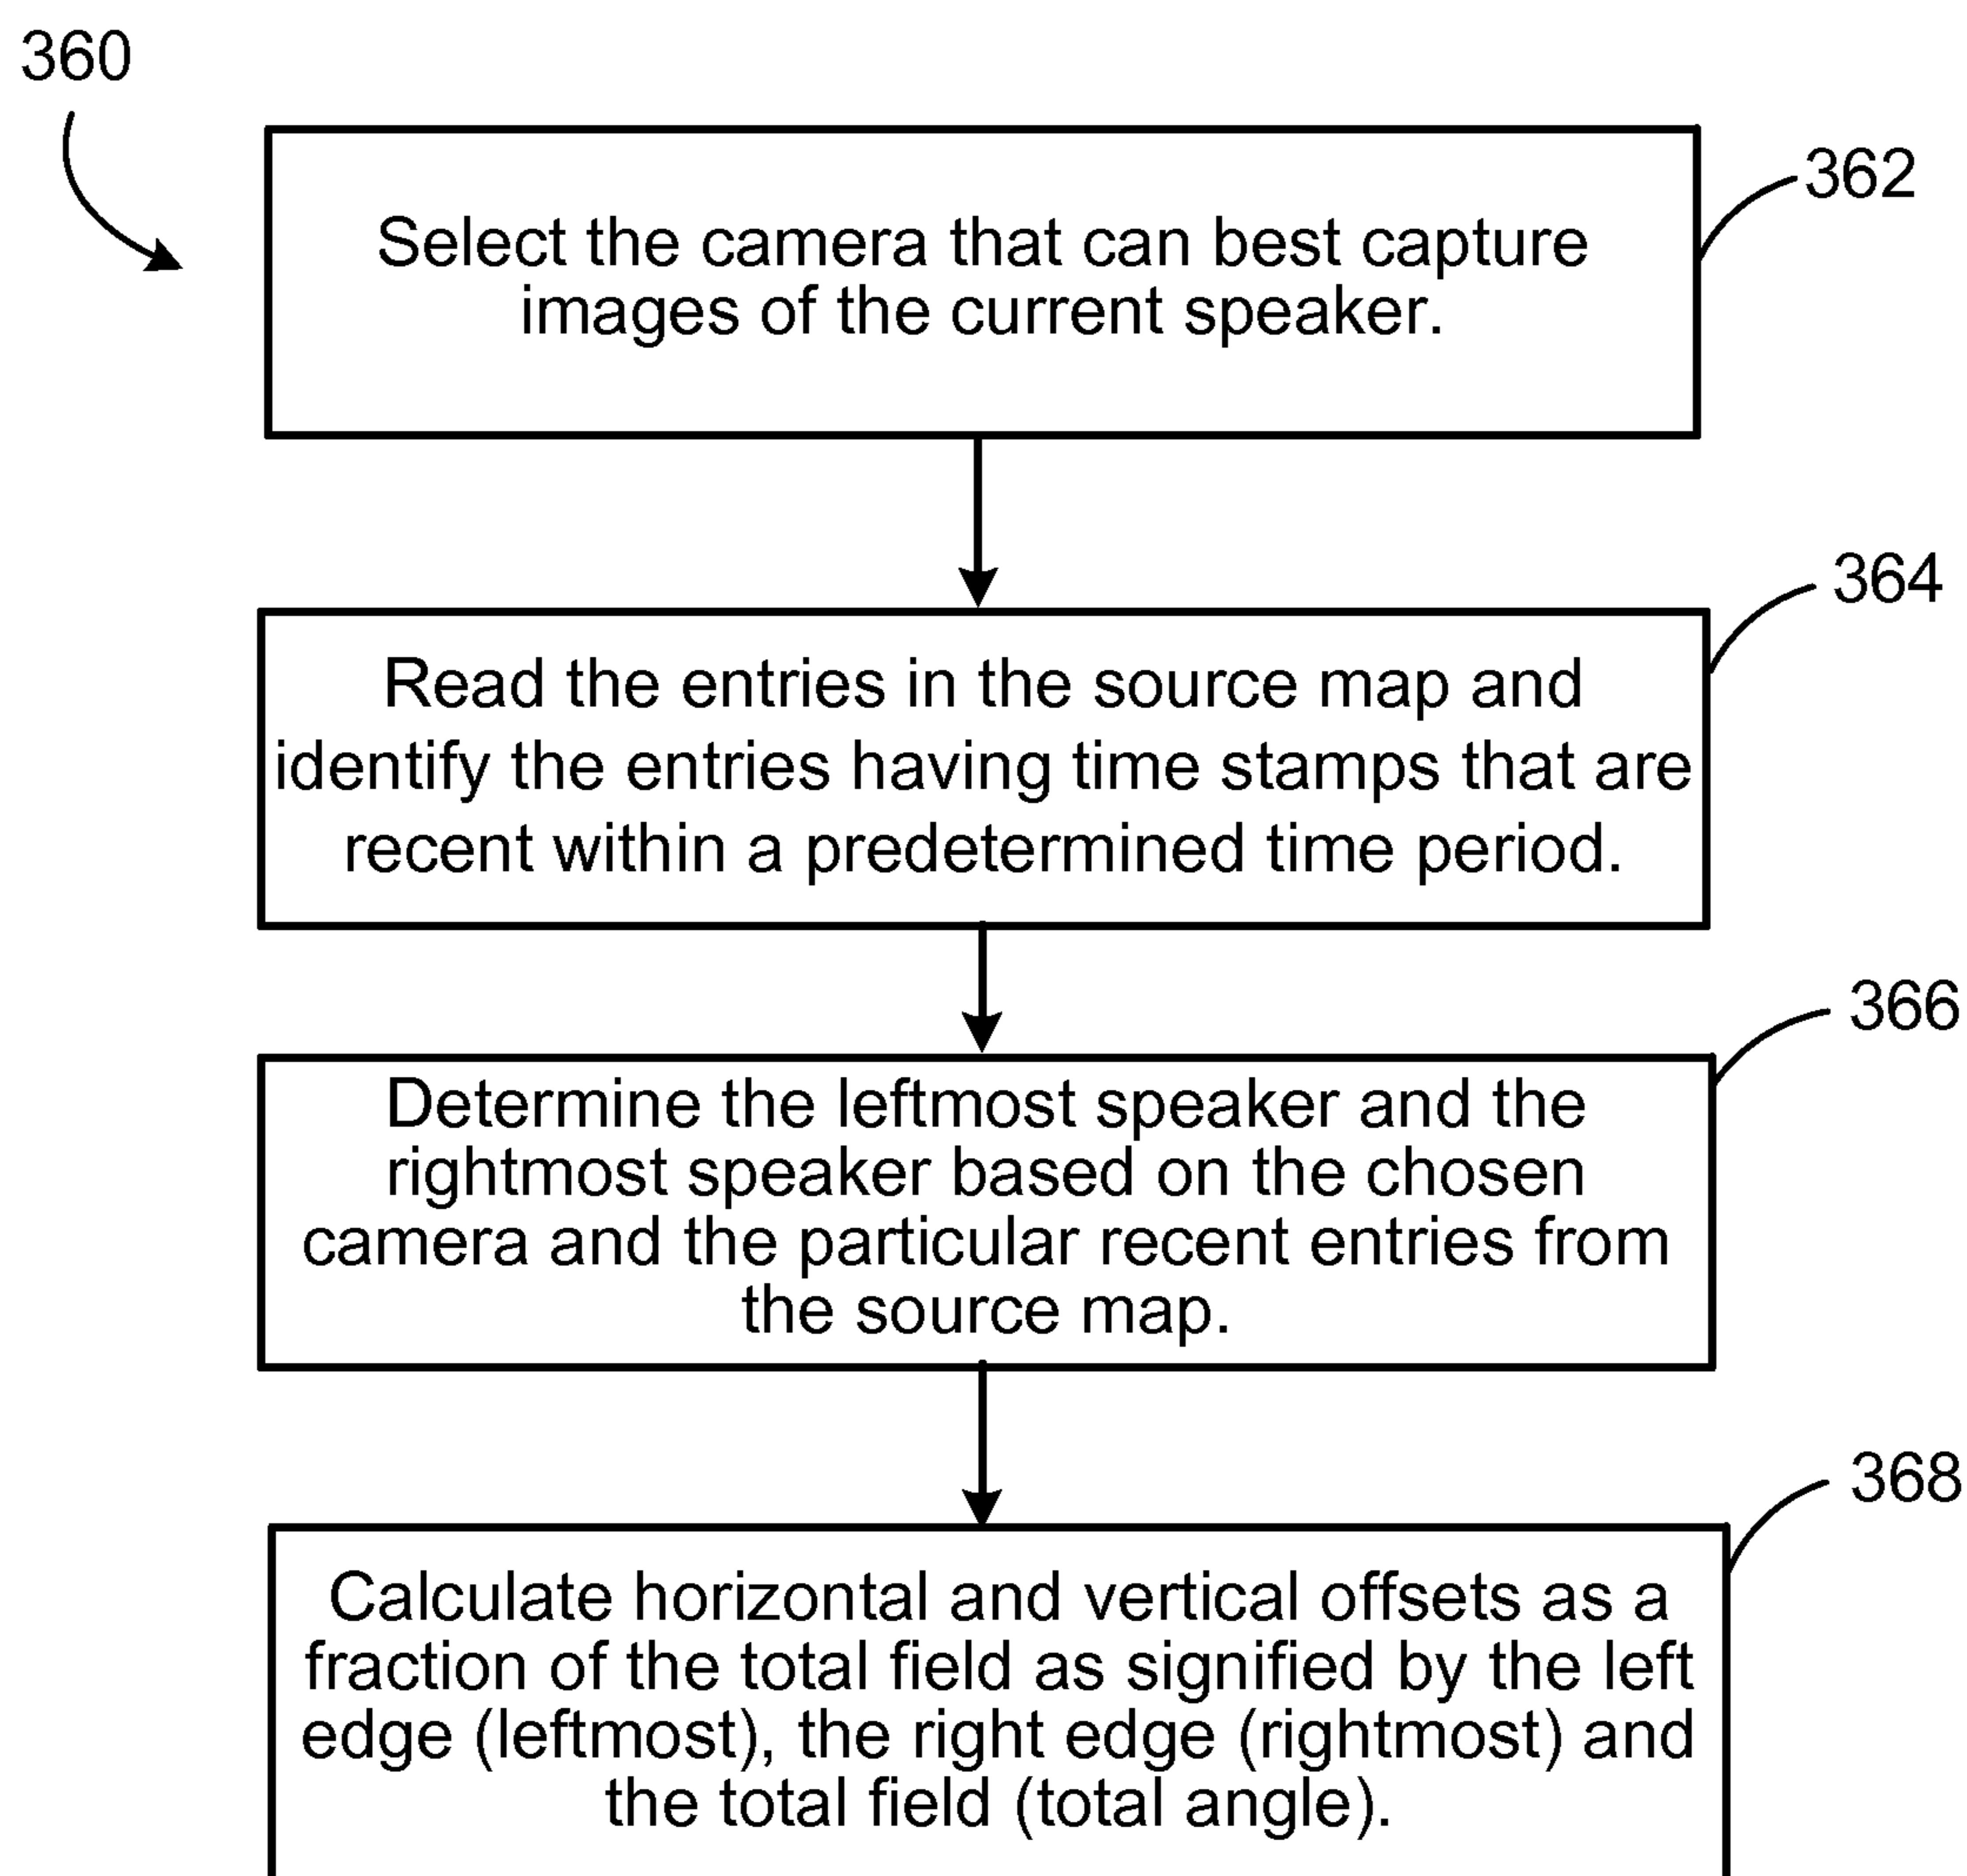 360
362
Select the camera that can best capture
images of the current speaker.
364
Read the entries in the source map and
identify the entries having time stamps that are
recent within a predetermined time period.
366
Determine the leftmost speaker and the
rightmost speaker based on the chosen
camera and the particular recent entries from
the source map.
368
Calculate horizontal and vertical offsets as a
fraction of the total field as signified by the left
edge (leftmost), the right edge (rightmost) and
the total field (total angle).